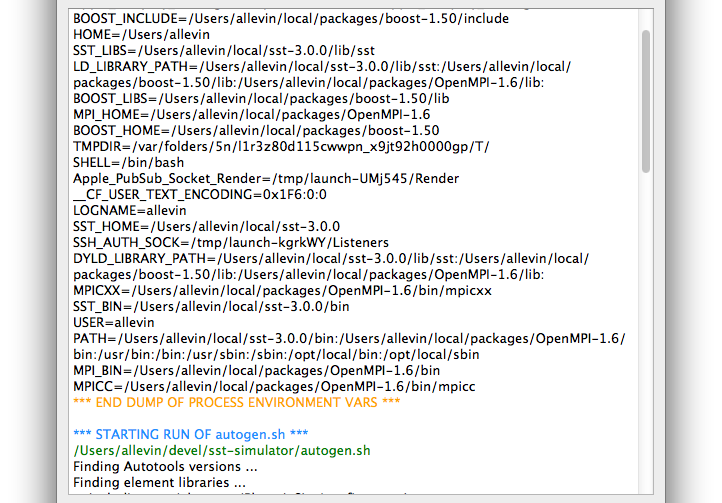 BOOST_INCLUDE=/Users/allevin/local/packages/boost-1.50/include
HOME=/Users/allevin
SST_LIBS=/Users/allevin/local/sst-3.0.0/lib/sst
LD_LIBRARY_PATH=/Users/allevin/local/sst-3.0.0/lib/sst:/Users/allevin/local/
packages/boost-1.50/lib:/Users/allevin/local/packages/OpenMPI-1.6/lib:
BOOST_LIBS=/Users/allevin/local/packages/boost-1.50/lib
MPI_HOME=/Users/allevin/local/packages/OpenMPI-1.6
BOOST_HOME=/Users/allevin/local/packages/boost-1.50
TMPDIR=/var/folders/5n/l1r3z80d115cwwpn_x9jt92h0000gp/T/
SHELL=/bin/bash
Apple_PubSub_Socket_Render=/tmp/launch-UMj545/Render
__CF_USER_TEXT_ENCODING=0x1F6:0:0
LOGNAME=allevin
SST_HOME=/Users/allevin/local/sst-3.0.0
SSH_AUTH_SOCK=/tmp/launch-kgrkWY/Listeners
DYLD_LIBRARY_PATH=/Users/allevin/local/sst-3.0.0/lib/sst:/Users/allevin/local/
packages/boost-1.50/lib:/Users/allevin/local/packages/OpenMPI-1.6/lib:
MPICXX=/Users/allevin/local/packages/OpenMPI-1.6/bin/mpicxx
SST_BIN=/Users/allevin/local/sst-3.0.0/bin
USER=allevin
PATH=/Users/allevin/local/sst-3.0.0/bin:/Users/allevin/local/packages/OpenMPI-1.6/
bin:/usr/bin:/bin:/usr/sbin:/sbin:/opt/local/bin:/opt/local/sbin
MPI_BIN=/Users/allevin/local/packages/OpenMPI-1.6/bin
MPICC=/Users/allevin/local/packages/OpenMPI-1.6/bin/mpicc
*** END DUMP OF PROCESS ENVIRONMENT VARS ***
*** STARTING RUN OF autogen.sh ***
/Users/allevin/devel/sst-simulator/autogen.sh
Finding Autotools versions ...
Finding element libraries ...